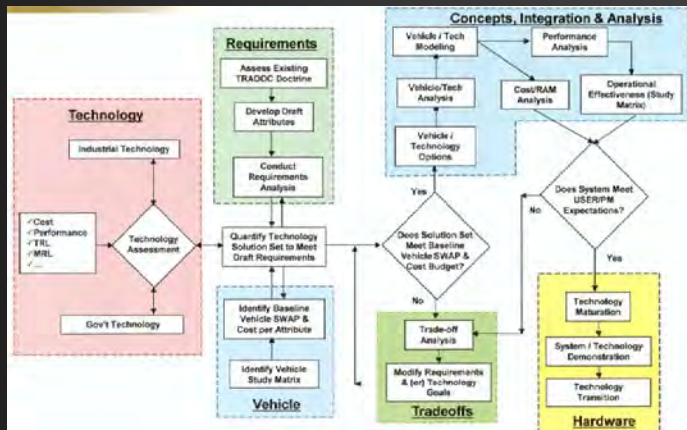 Technology
Industrial Technology
✓Cost
✓Performance
✓TRL
✓MRL
✓...
Technology
Assessment
Gov't Technology
Requirements
Assess Existing
TRADOC Doctrine
Develop Draft
Attributes
Conduct
Requirements
Analysis
Quantify Technology
Solution Set to Meet
Draft Requirements
Identify Baseline
Vehicle SWAP &
Cost per Attribute
Identify Vehicle
Study Matrix
Vehicle
Concepts, Integration & Analysis
Vehicle / Tech
Modeling
Performance
Analysis
Vehicle/Tech
Analysis
Cost/RAM
Analysis
Operational
Effectiveness (Study
Matrix)
Vehicle /
Technology
Options
Yes
Does Solution Set
Meet Baseline
Vehicle SWAP &
Cost Budget?
No
Trade-off
Analysis
Modify Requirements
& (or) Technology
Goals
Tradeoffs
Does System Meet
USER/PM
Expectations?
No
Yes
Technology
Maturation
System / Technology
Demonstration
Technology
Transition
Hardware